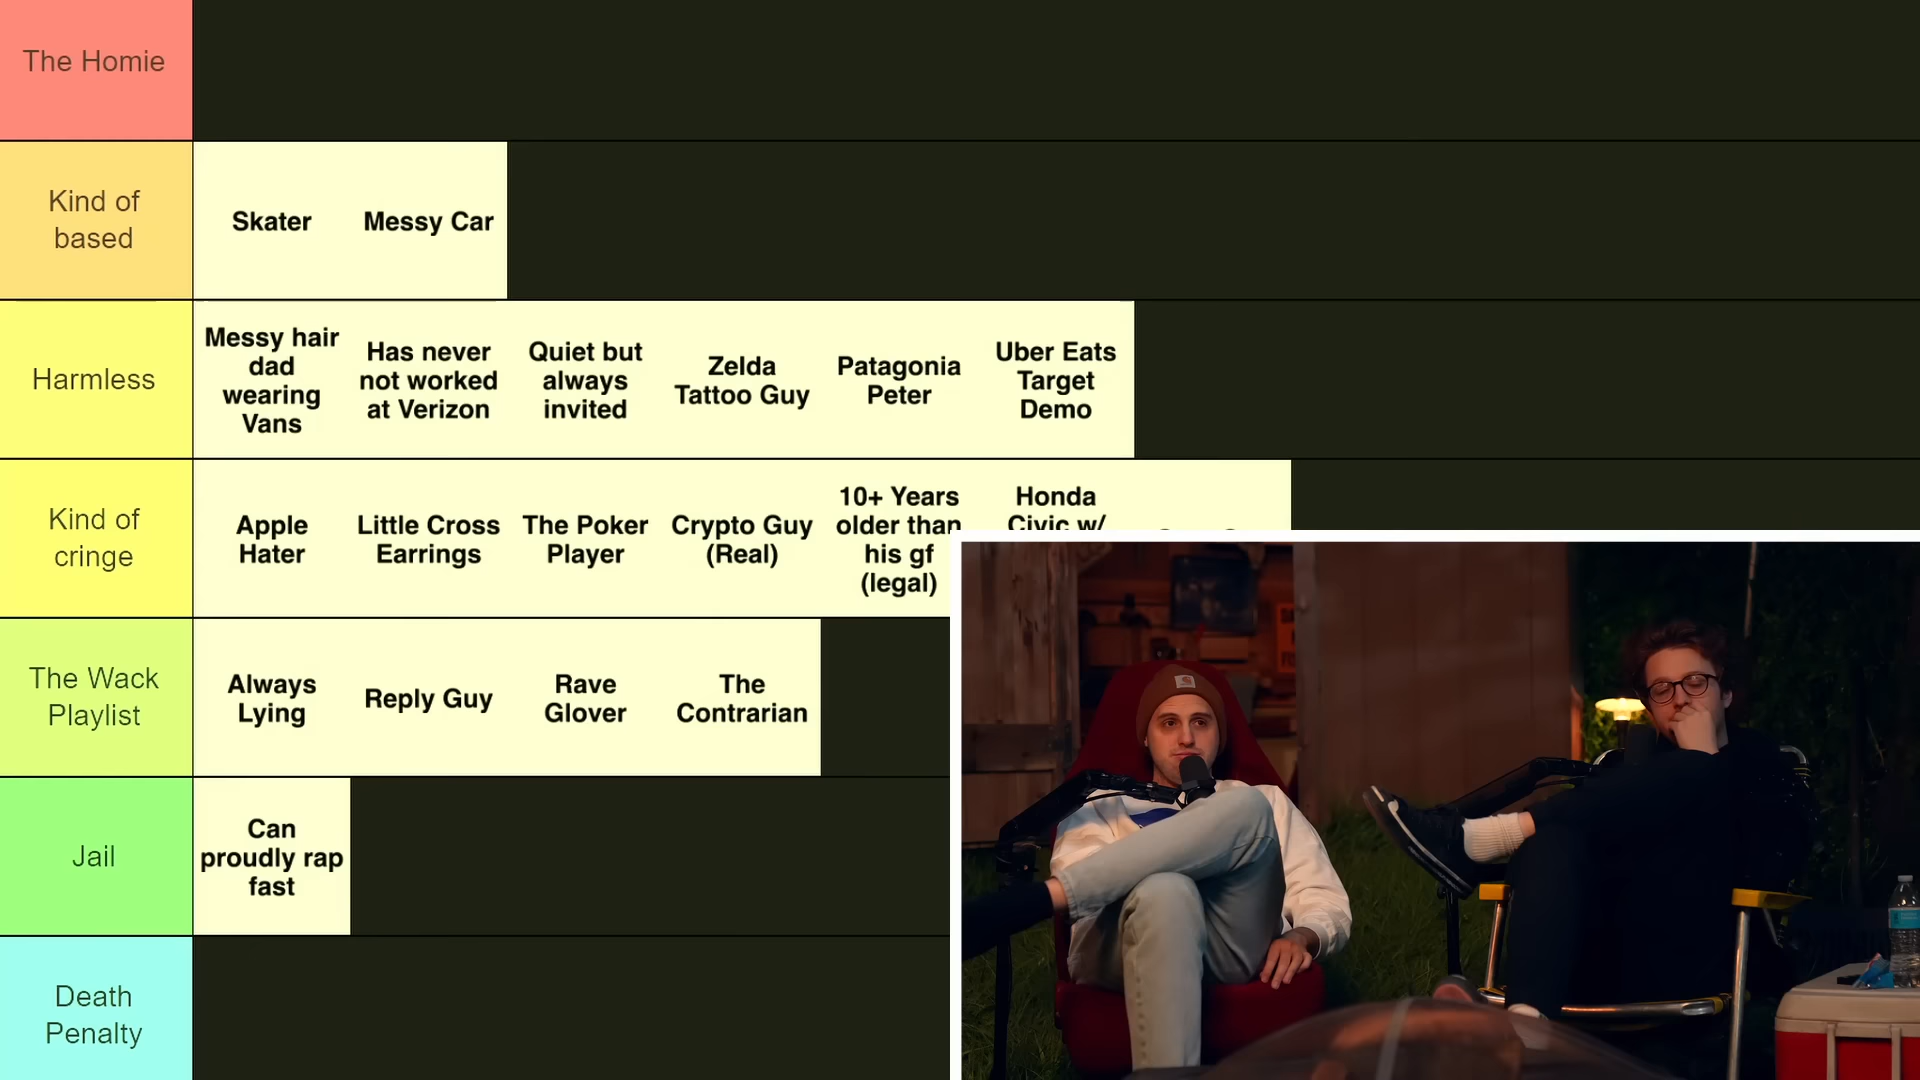 The Homie
Kind of
based
Skater
Messy Car
Harmless
Messy hair
dad
wearing
Vans
Has never
not worked
at Verizon
Quiet but
always
invited
Zelda
Tattoo Guy
Patagonia
Peter
Uber Eats
Target
Demo
Kind of
cringe
Apple
Hater
Little Cross
Earrings
The Poker
Player
Crypto Guy
(Real)
10+ Years
older than
his gf
(legal)
Honda
Civic w/
The Wack
Playlist
Always
Lying
Reply Guy
Rave
Glover
The
Contrarian
Jail
Can
proudly rap
fast
Death
Penalty